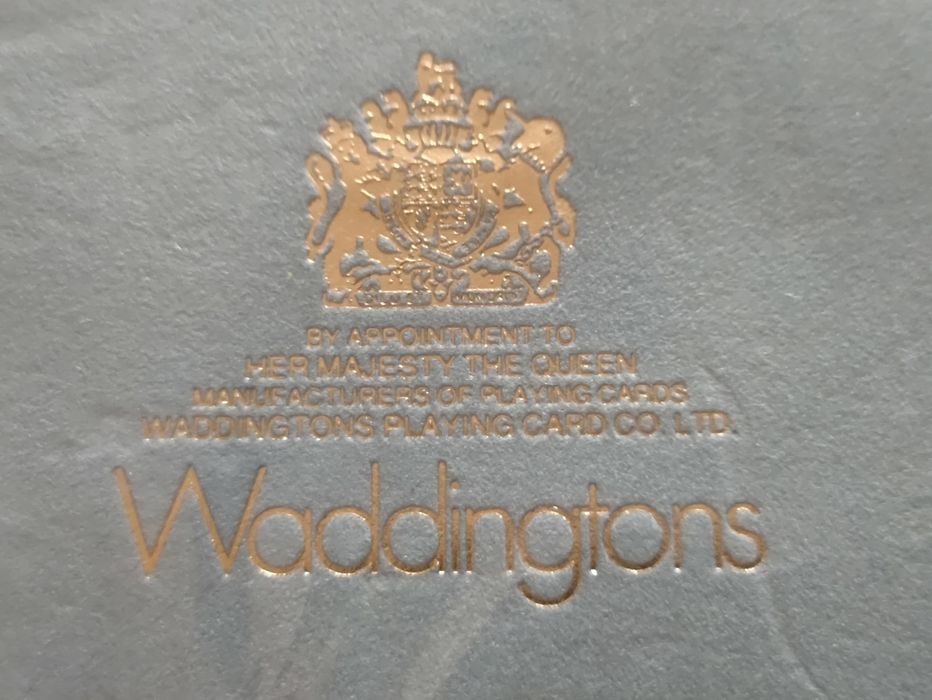 BY APPOINTMENT TO
HER MAJESTY THE QUEEN
MANUFACTURERS OF PLAYING CARDS
WADDINGTONS PLAYING CARD CO. LTD.
Waddingtons